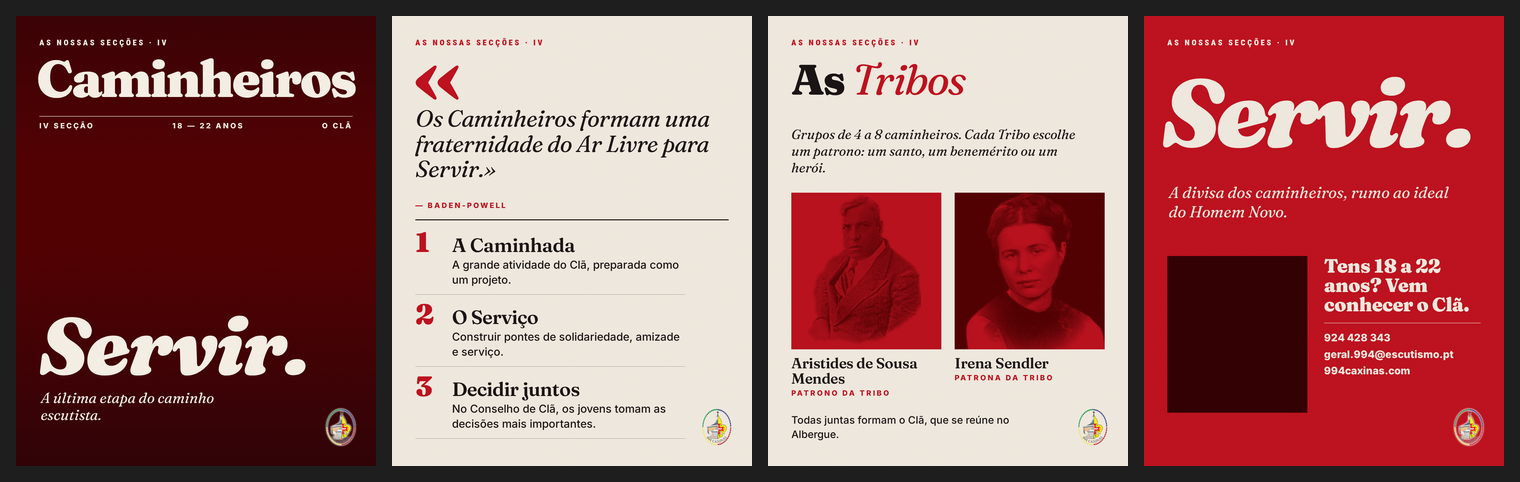 AS NOSSAS SECÇÕES · IV
Caminheiros
IV SECÇÃO
18 — 22 ANOS
O CLÃ
Servir.
A última etapa do caminho
escutista.
AS NOSSAS SECÇÕES · IV
«
Os Caminheiros formam uma
fraternidade do Ar Livre para
Servir.»
— BADEN-POWELL
1
A Caminhada
A grande atividade do Clã, preparada como
um projeto.
2
O Serviço
Construir pontes de solidariedade, amizade
e serviço.
3
Decidir juntos
No Conselho de Clã, os jovens tomam as
decisões mais importantes.
AS NOSSAS SECÇÕES · IV
As Tribos
Grupos de 4 a 8 caminheiros. Cada Tribo escolhe
um patrono: um santo, um benemérito ou um
herói.
Aristides de Sousa
Mendes
PATRONO DA TRIBO
Irena Sendler
PATRONA DA TRIBO
Todas juntas formam o Clã, que se reúne no
Albergue.
AS NOSSAS SECÇÕES · IV
Servir.
A divisa dos caminheiros, rumo ao ideal
do Homem Novo.
Tens 18 a 22
anos? Vem
conhecer o Clã.
924 428 343
geral.994@escutismo.pt
994caxinas.com